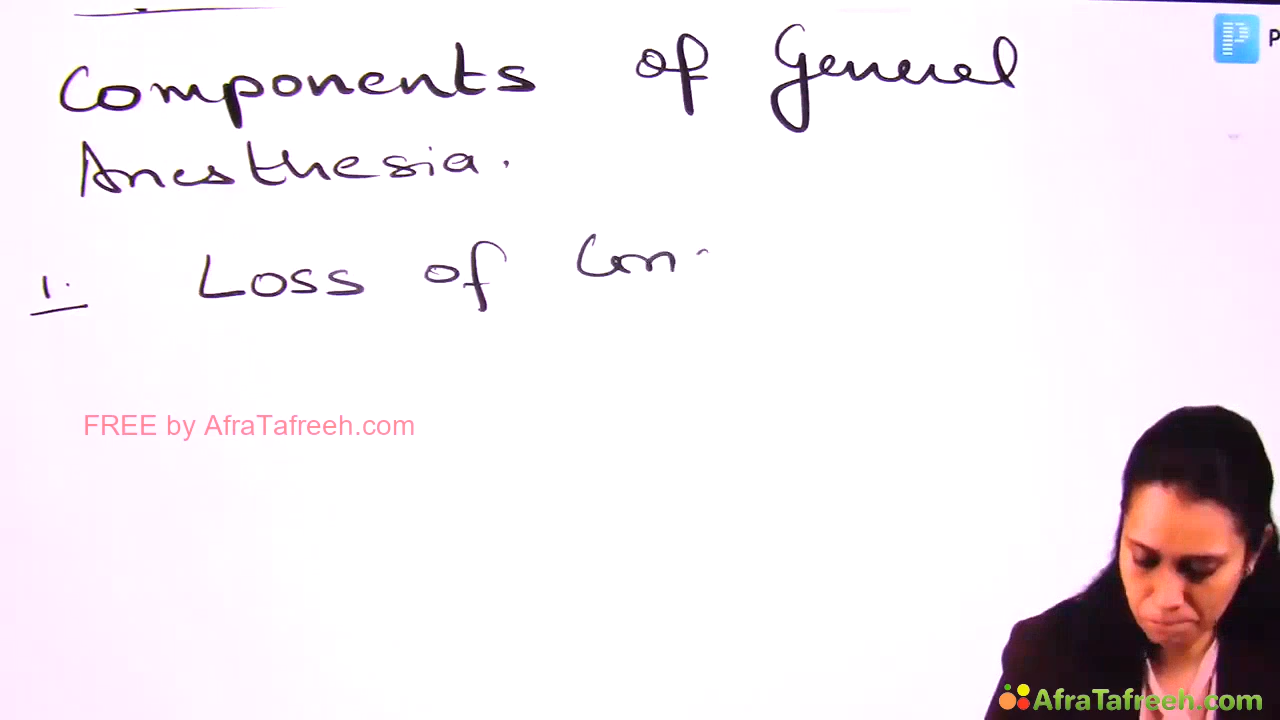 Components of General
Anesthesia.
1. Loss of Con
FREE by AfraTafreeh.com
P
AfraTafreeh.com